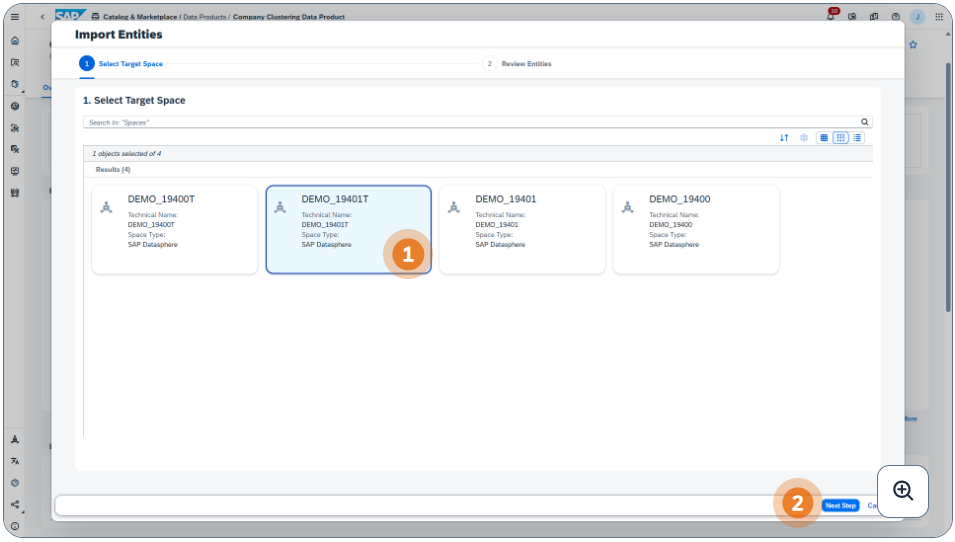 SAP Catalog & Marketplace / Data Products / Company Clustering Data Product
10
J
Import Entities
1 Select Target Space
2 Review Entities
1. Select Target Space
Search In: "Spaces"
1 objects selected of 4
Results (4)
DEMO_19400T
Technical Name:
DEMO_19400T
Space Type:
SAP Datasphere
DEMO_19401T
Technical Name:
DEMO_19401T
Space Type:
SAP Datasphere
1
DEMO_19401
Technical Name:
DEMO_19401
Space Type:
SAP Datasphere
DEMO_19400
Technical Name:
DEMO_19400
Space Type:
SAP Datasphere
2
Next Step